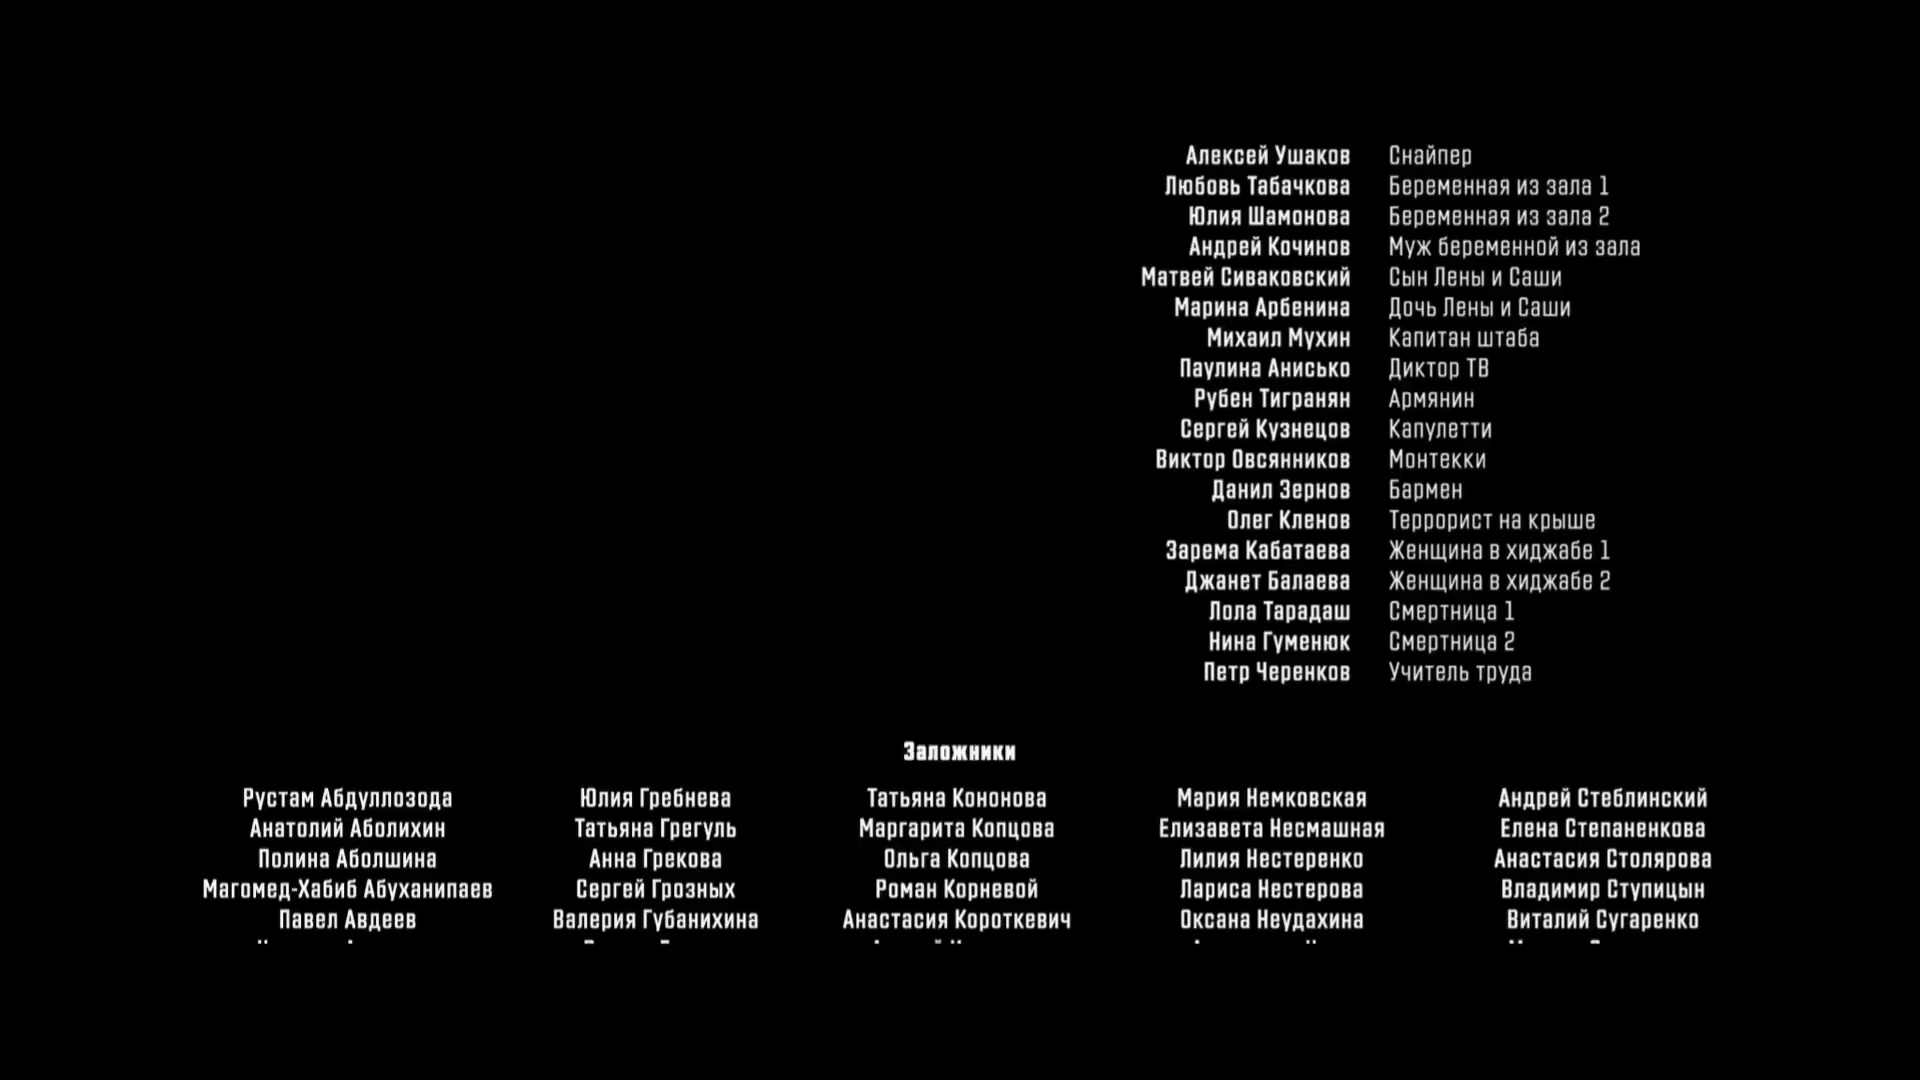 Алексей Ушаков Снайпер
Любовь Табачкова Беременная из зала 1
Юлия Шамонова Беременная из зала 2
Андрей Кочинов Муж беременной из зала
Матвей Сиваковский Сын Лены и Саши
Марина Арбенина Дочь Лены и Саши
Михаил Мухин Капитан штаба
Паулина Анисько Диктор ТВ
Рубен Тигранян Армянин
Сергей Кузнецов Капулетти
Виктор Овсянников Монтекки
Данил Зернов Бармен
Олег Кленов Террорист на крыше
Зарема Кабатаева Женщина в хиджабе 1
Джанет Балаева Женщина в хиджабе 2
Лола Тарадаш Смертница 1
Нина Гуменюк Смертница 2
Петр Черенков Учитель труда
Заложники
Рустам Абдуллозода Юлия Гребнева Татьяна Кононова Мария Немковская Андрей Стеблинский
Анатолий Аболихин Татьяна Грегуль Маргарита Копцова Елизавета Несмашная Елена Степаненкова
Полина Аболшина Анна Грекова Ольга Копцова Лилия Нестеренко Анастасия Столярова
Магомед-Хабиб Абуханипаев Сергей Грозных Роман Корневой Лариса Нестерова Владимир Ступицын
Павел Авдеев Валерия Губанихина Анастасия Короткевич Оксана Неудахина Виталий Сугаренко